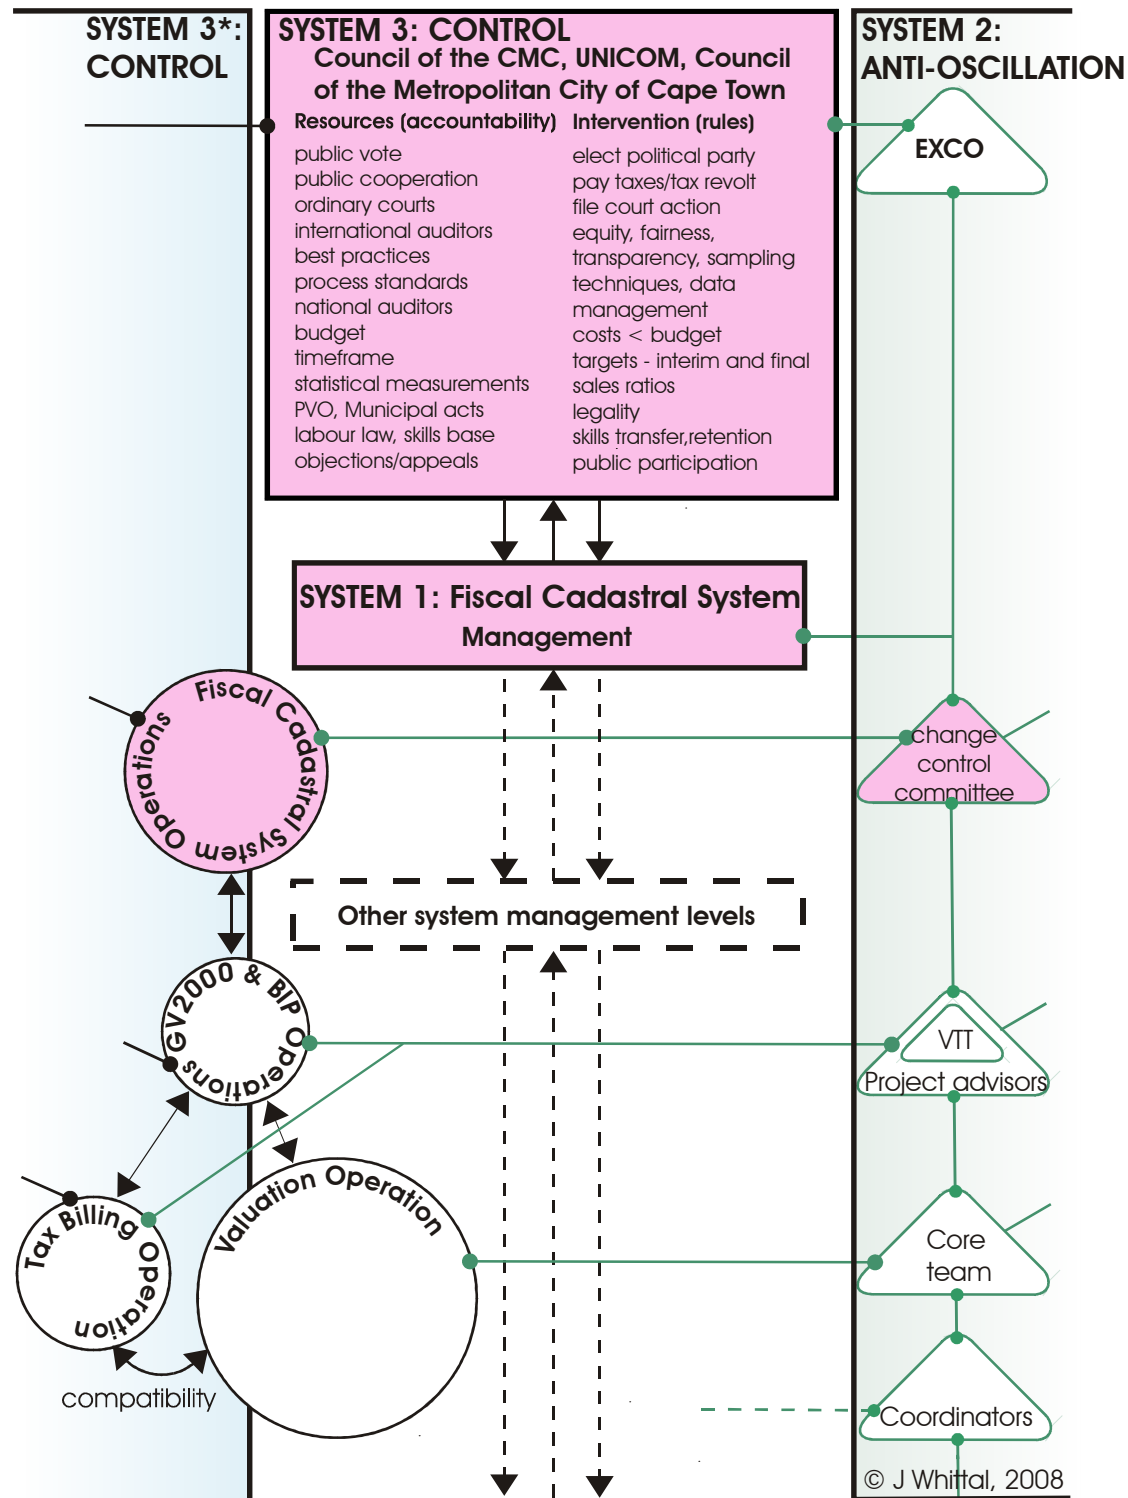 SYSTEM 3*:
CONTROL
SYSTEM 3: CONTROL
Council of the CMC, UNICOM, Council
of the Metropolitan City of Cape Town
Resources (accountability)
public vote
public cooperation
ordinary courts
international auditors
best practices
process standards
national auditors
budget
timeframe
statistical measurements
PVO, Municipal acts
labour law, skills base
objections/appeals
Intervention (rules)
elect political party
pay taxes/tax revolt
file court action
equity, fairness,
transparency, sampling
techniques, data
management
costs < budget
targets - interim and final
sales ratios
legality
skills transfer,retention
public participation
SYSTEM 2:
ANTI-OSCILLATION
EXCO
SYSTEM 1: Fiscal Cadastral System
Management
Fiscal Cadastral System Operations
change
control
committee
Other system management levels
GV2000 & BIP Operations
VTT
Project advisors
Tax Billing Operation
Valuation Operation
Core
team
compatibility
Coordinators
© J Whittal, 2008